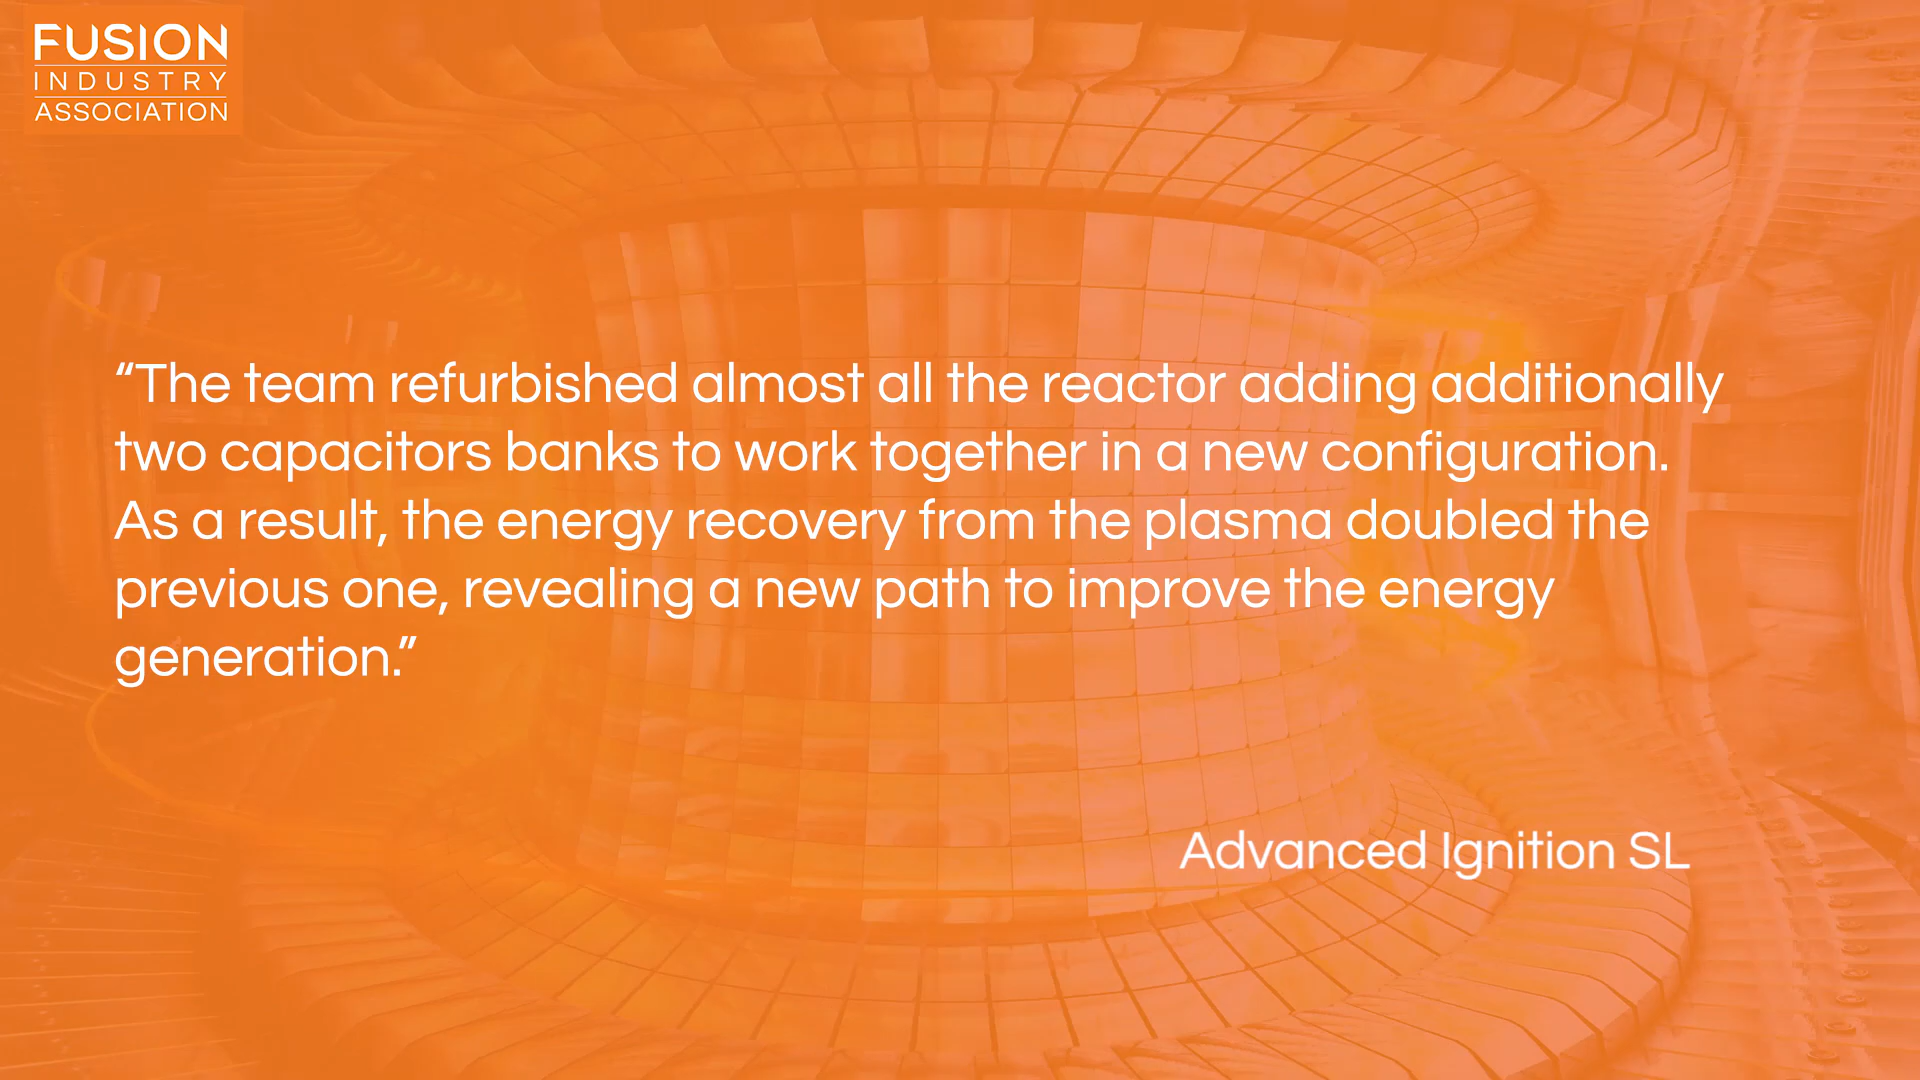 FUSION
INDUSTRY
ASSOCIATION
“The team refurbished almost all the reactor adding additionally
two capacitors banks to work together in a new configuration.
As a result, the energy recovery from the plasma doubled the
previous one, revealing a new path to improve the energy
generation.”
Advanced Ignition SL